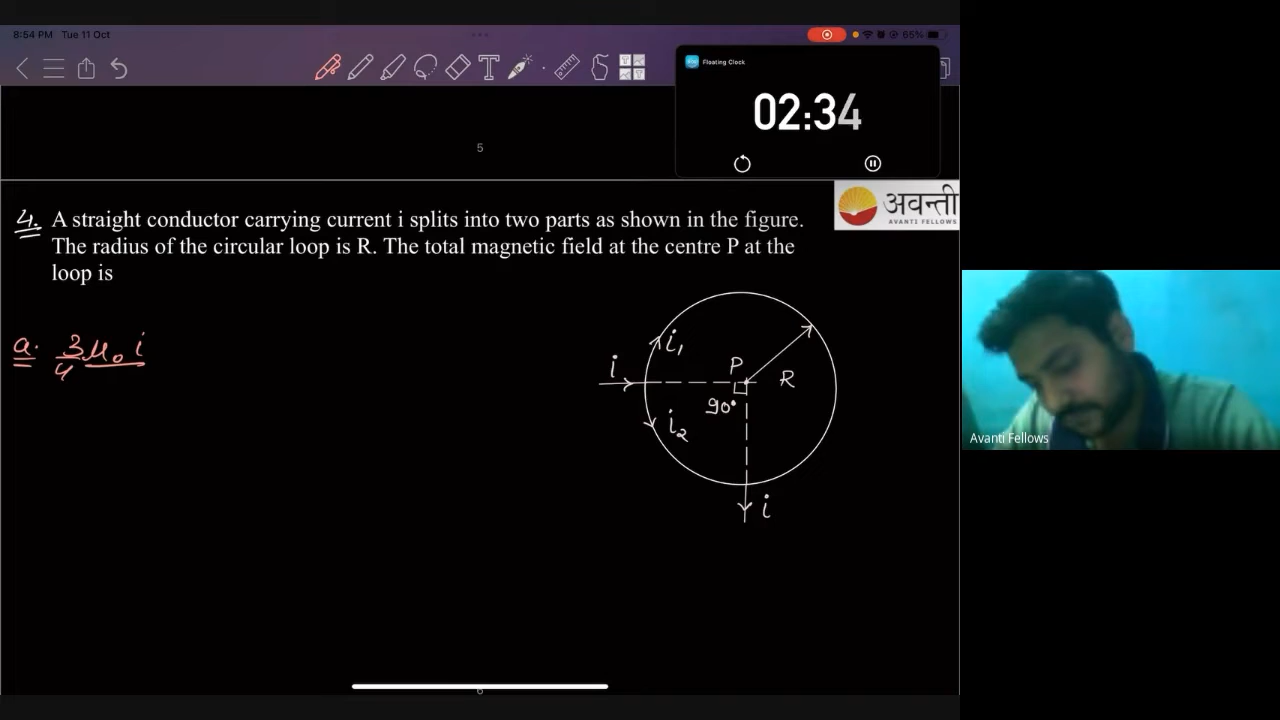 8:54 PM Tue 11 Oct
65%
Floating Clock
02:34
5
अवन्ती
AVANTI FELLOWS
4. A straight conductor carrying current i splits into two parts as shown in the figure.
The radius of the circular loop is R. The total magnetic field at the centre P at the
loop is
a. 3μ₀ i
4
i₁
i
P
R
90°
i₂
i
Avanti Fellows
6